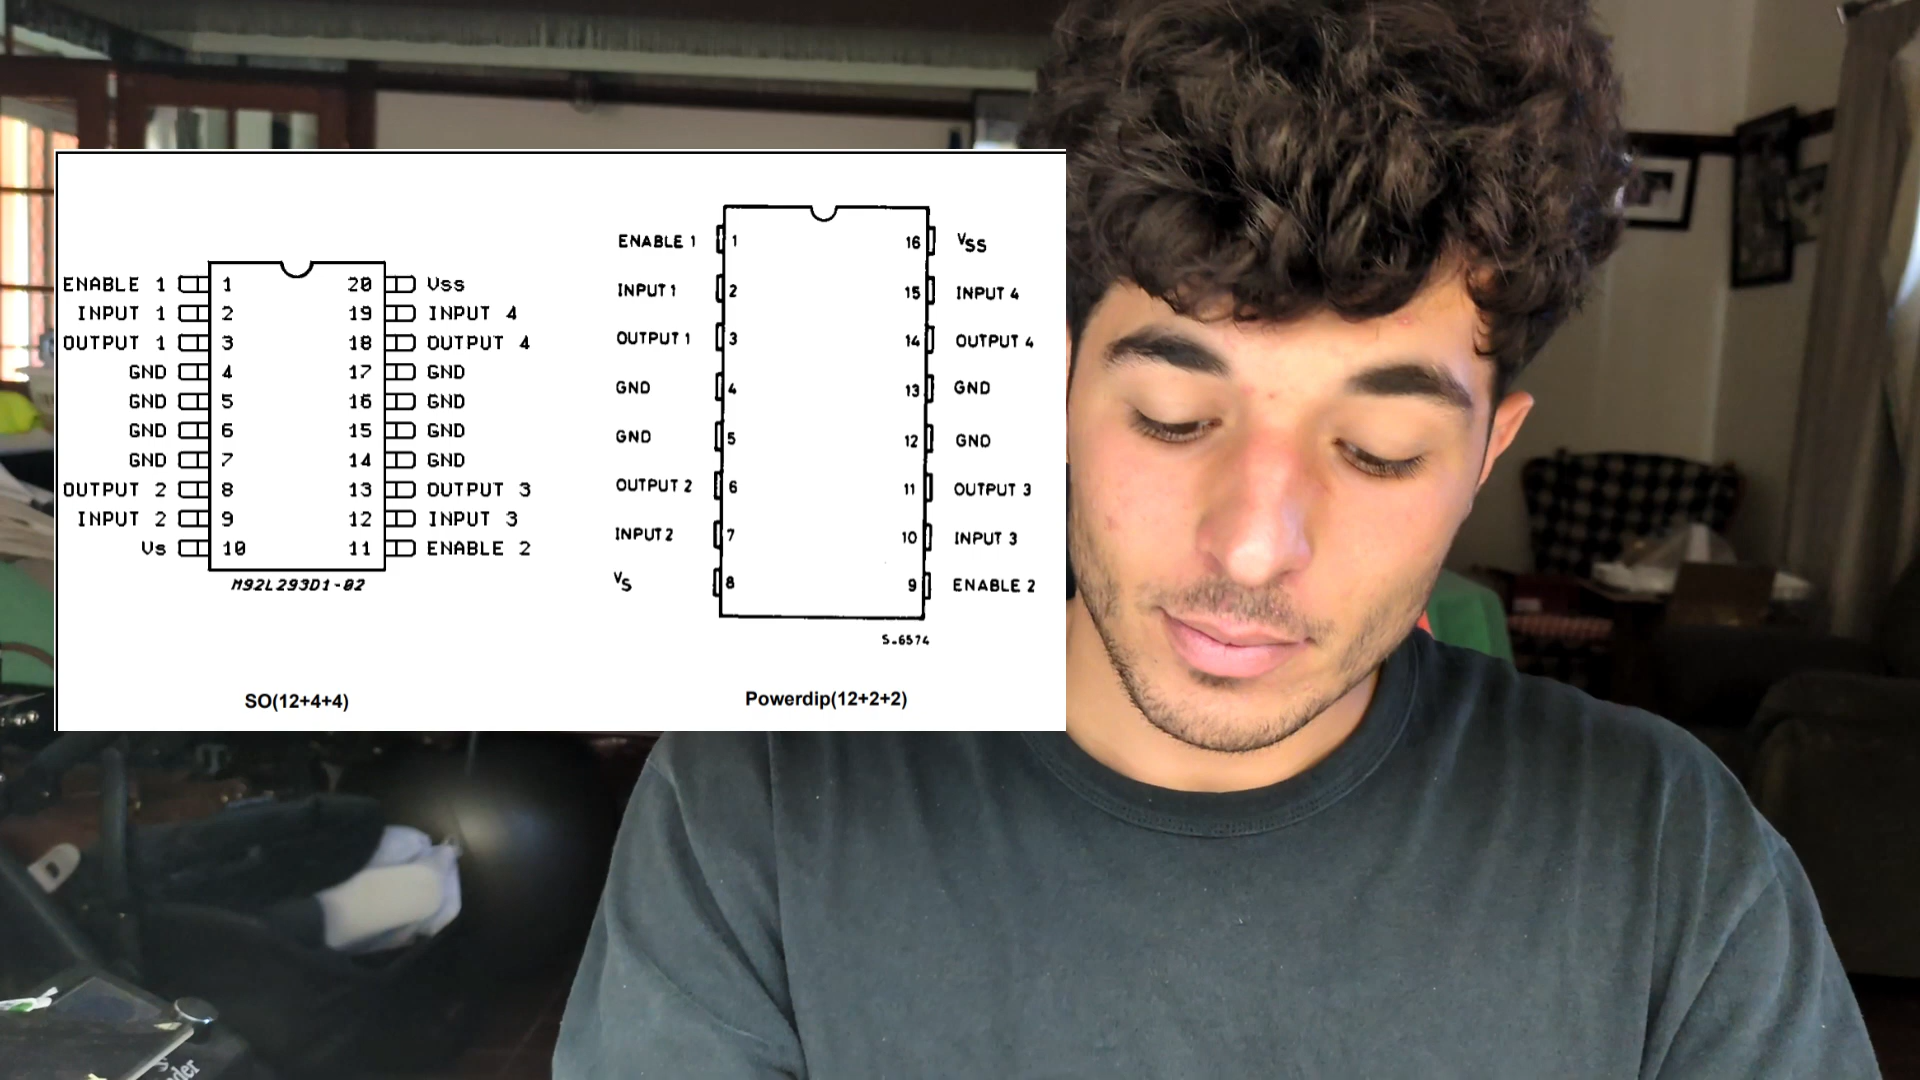 ENABLE 1 1 20 Vss
INPUT 1 2 19 INPUT 4
OUTPUT 1 3 18 OUTPUT 4
GND 4 17 GND
GND 5 16 GND
GND 6 15 GND
GND 7 14 GND
OUTPUT 2 8 13 OUTPUT 3
INPUT 2 9 12 INPUT 3
Vs 10 11 ENABLE 2
M92L293D1-02
SO(12+4+4)
ENABLE 1 1 16 VSS
INPUT 1 2 15 INPUT 4
OUTPUT 1 3 14 OUTPUT 4
GND 4 13 GND
GND 5 12 GND
OUTPUT 2 6 11 OUTPUT 3
INPUT 2 7 10 INPUT 3
VS 8 9 ENABLE 2
S-6574
Powerdip(12+2+2)